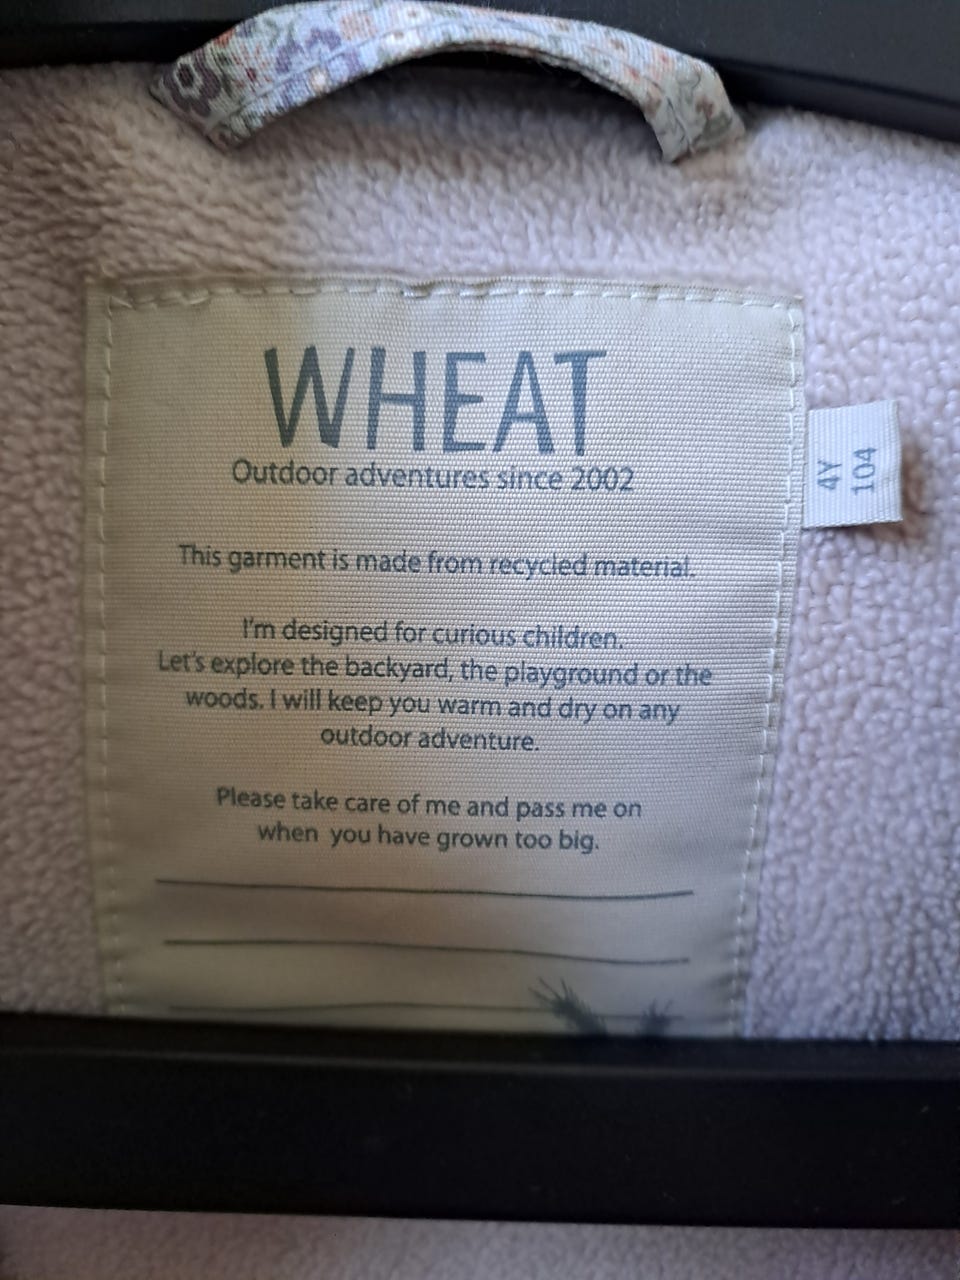 WHEAT
Outdoor adventures since 2002
4Y
104
This garment is made from recycled material.
I'm designed for curious children.
Let's explore the backyard, the playground or the
woods. I will keep you warm and dry on any
outdoor adventure.
Please take care of me and pass me on
when you have grown too big.